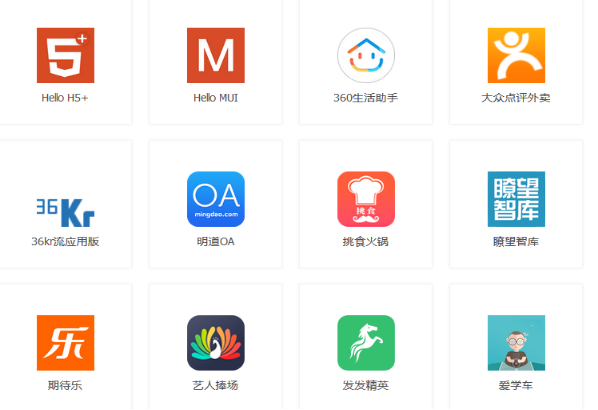 5+
M
Hello H5+
Hello MUI
360生活助手
大众点评外卖
36Kr
OA
mingdao.com
挑食
瞭望
智库
36kr流应用版
明道OA
挑食火锅
瞭望智库
乐
期待乐
艺人捧场
发发精英
爱学车